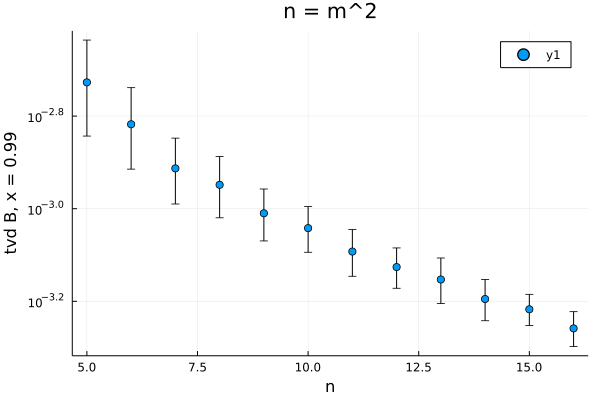 n = m^2
y1
tvd B, x = 0.99
10^−2.8
10^−3.0
10^−3.2
5.0 7.5 10.0 12.5 15.0
n